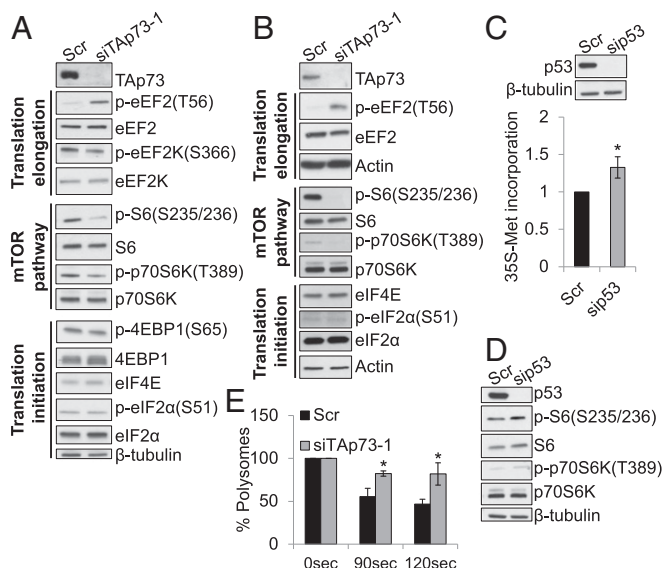 A
Scr
siTAp73-1
TAp73
Translation elongation
p-eEF2(T56)
eEF2
p-eEF2K(S366)
eEF2K
mTOR pathway
p-S6(S235/236)
S6
p-p70S6K(T389)
p70S6K
Translation initiation
p-4EBP1(S65)
4EBP1
eIF4E
p-eIF2α(S51)
eIF2α
β-tubulin
B
Scr
siTAp73-1
TAp73
Translation elongation
p-eEF2(T56)
eEF2
Actin
mTOR pathway
p-S6(S235/236)
S6
p-p70S6K(T389)
p70S6K
Translation initiation
eIF4E
p-eIF2α(S51)
eIF2α
Actin
C
Scr
sip53
p53
β-tubulin
35S-Met incorporation
2
1.5
1
0.5
0
*
Scr
sip53
D
Scr
sip53
p53
p-S6(S235/236)
S6
p-p70S6K(T389)
p70S6K
β-tubulin
E
Scr
siTAp73-1
% Polysomes
150
100
50
0
*
*
0sec
90sec
120sec